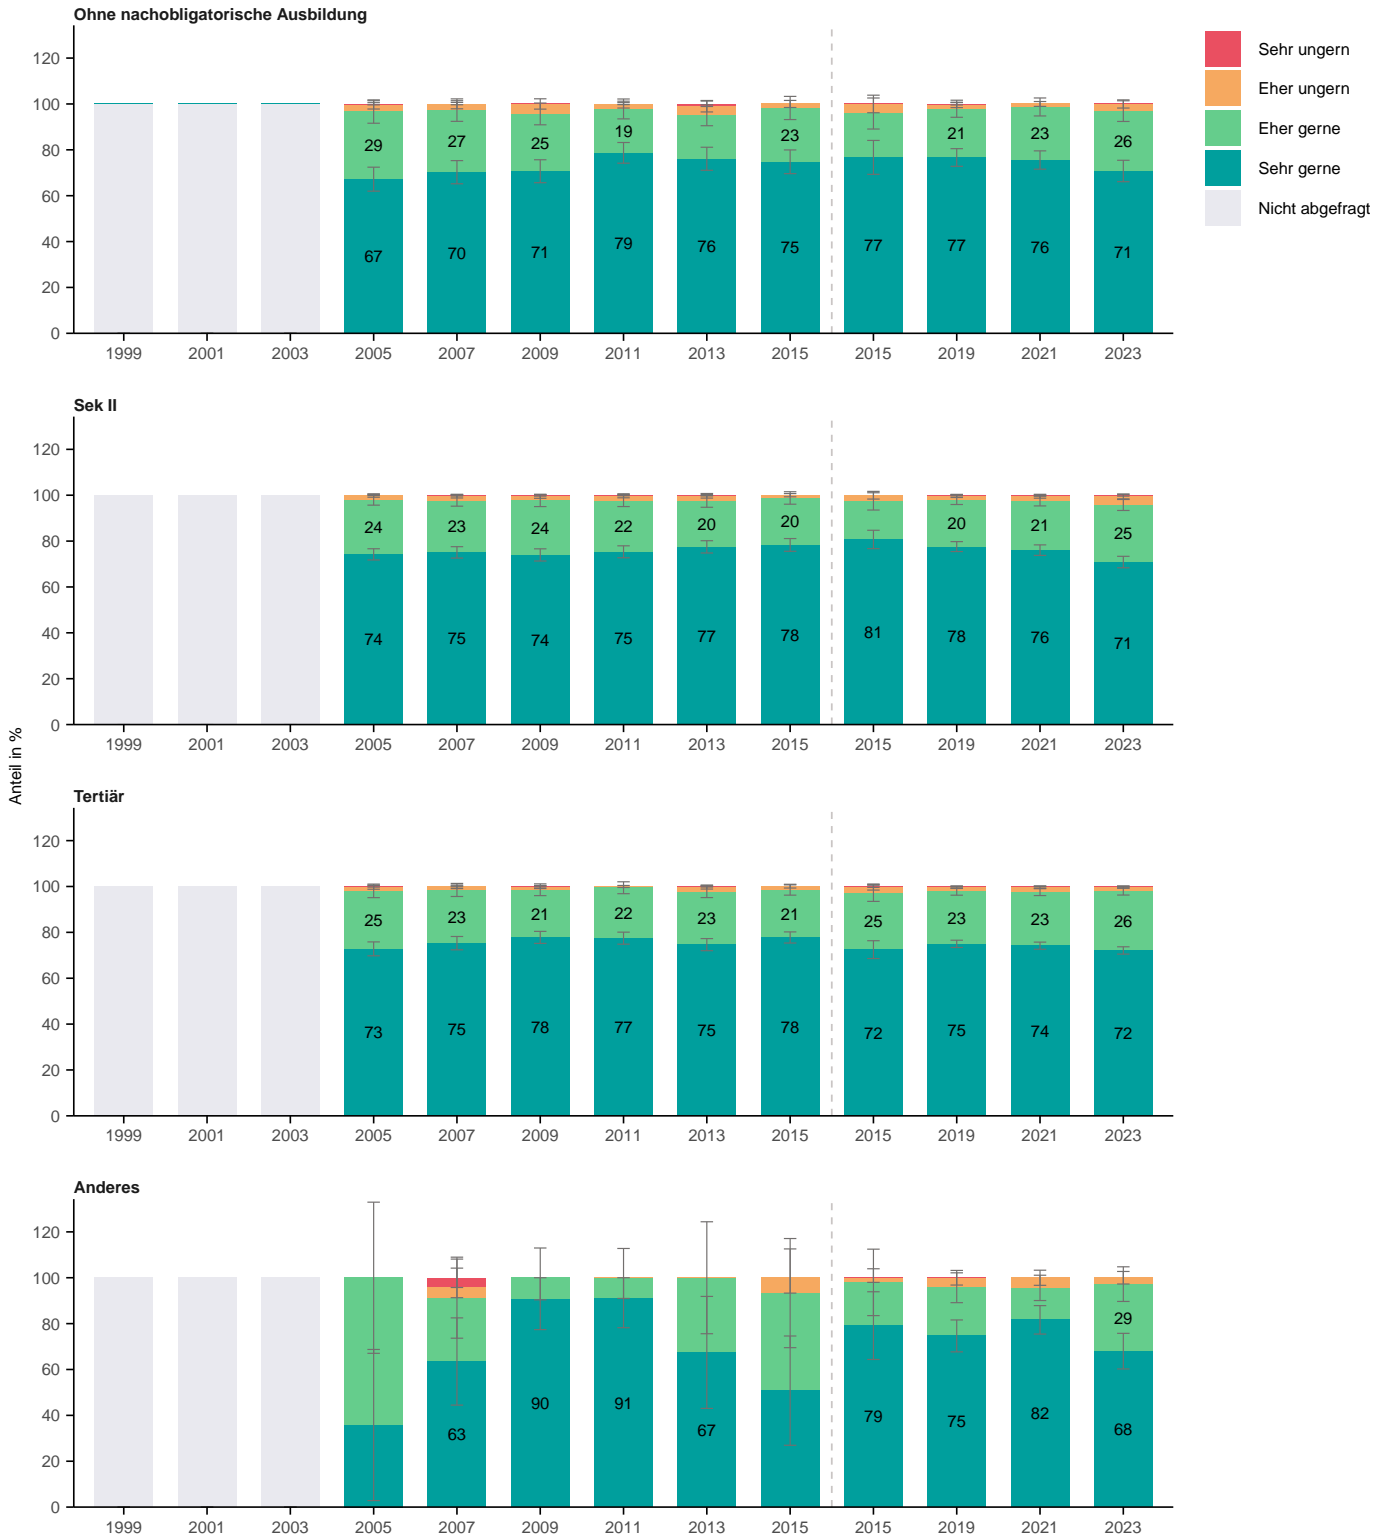 Ohne nachobligatorische Ausbildung
120
100
80
60
40
20
0
29 27 25 19 23 21 23 26
67 70 71 79 76 75 77 77 76 71
1999 2001 2003 2005 2007 2009 2011 2013 2015 2015 2019 2021 2023
Sehr ungern
Eher ungern
Eher gerne
Sehr gerne
Nicht abgefragt
Sek II
120
100
80
60
40
20
0
24 23 24 22 20 20 20 21 25
74 75 74 75 77 78 81 78 76 71
1999 2001 2003 2005 2007 2009 2011 2013 2015 2015 2019 2021 2023
Anteil in %
Tertiär
120
100
80
60
40
20
0
25 23 21 22 23 21 25 23 23 26
73 75 78 77 75 78 72 75 74 72
1999 2001 2003 2005 2007 2009 2011 2013 2015 2015 2019 2021 2023
Anderes
120
100
80
60
40
20
0
29
63 90 91 67 79 75 82 68
1999 2001 2003 2005 2007 2009 2011 2013 2015 2015 2019 2021 2023